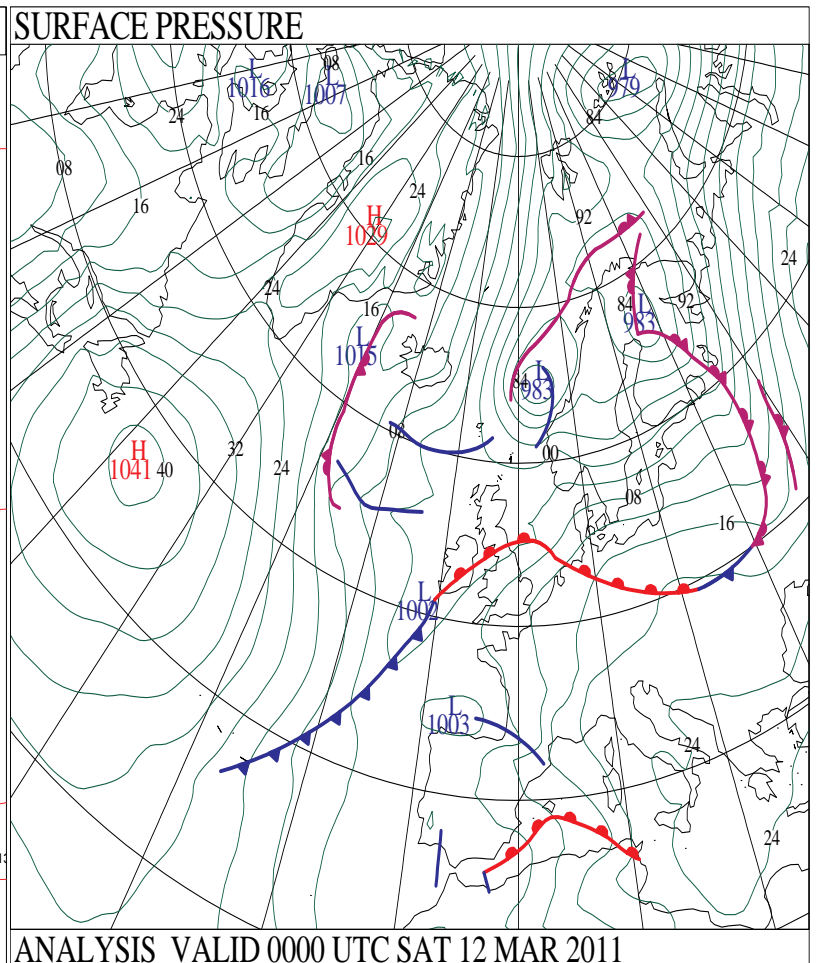 SURFACE PRESSURE
L
1016
L
1007
08
L
979
16
24
84
08
16
24
16
H
1029
92
24
24
16
84
92
L
983
L
1015
L
84
983
08
00
H
1041
40
32
24
08
16
L
1002
L
1003
24
24
ANALYSIS VALID 0000 UTC SAT 12 MAR 2011